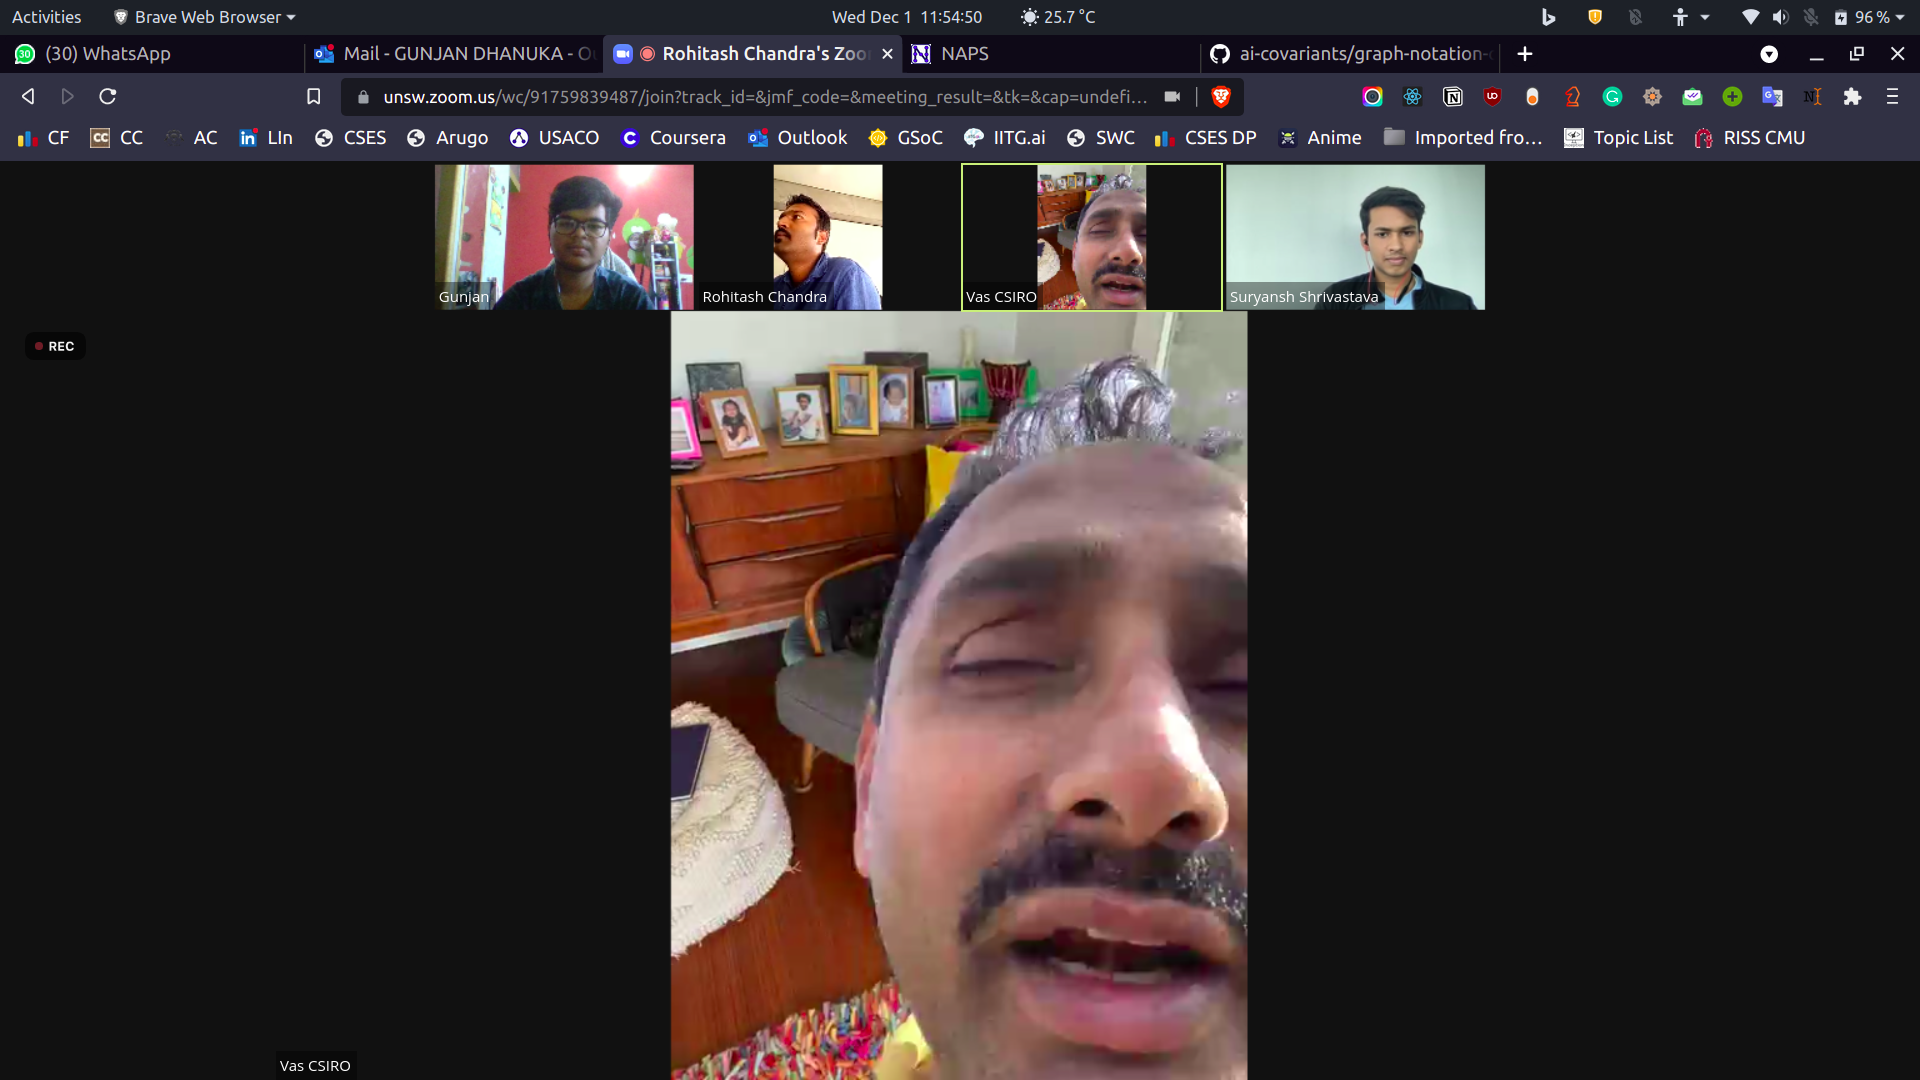 Activities Brave Web Browser Wed Dec 1 11:54:50 25.7 °C 96 %
30 (30) WhatsApp Mail - GUNJAN DHANUKA - O Rohitash Chandra's Zoo NAPS ai-covariants/graph-notation-
unsw.zoom.us/wc/91759839487/join?track_id=&jmf_code=&meeting_result=&tk=&cap=undefi...
CF CC CC AC in LIn CSES Arugo USACO Coursera Outlook GSoC IITG.ai SWC CSES DP Anime Imported fro... Topic List RISS CMU
Gunjan Rohitash Chandra Vas CSIRO Suryansh Shrivastava
REC
Vas CSIRO